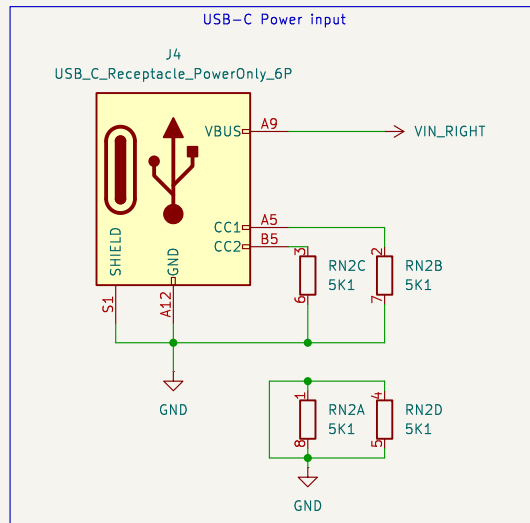 USB-C Power input
J4
USB_C_Receptacle_PowerOnly_6P
VBUS A9 VIN_RIGHT
CC1 A5
CC2 B5
SHIELD
GND
S1
A12
3
6
RN2C
5K1
2
7
RN2B
5K1
GND
1
8
RN2A
5K1
4
5
RN2D
5K1
GND